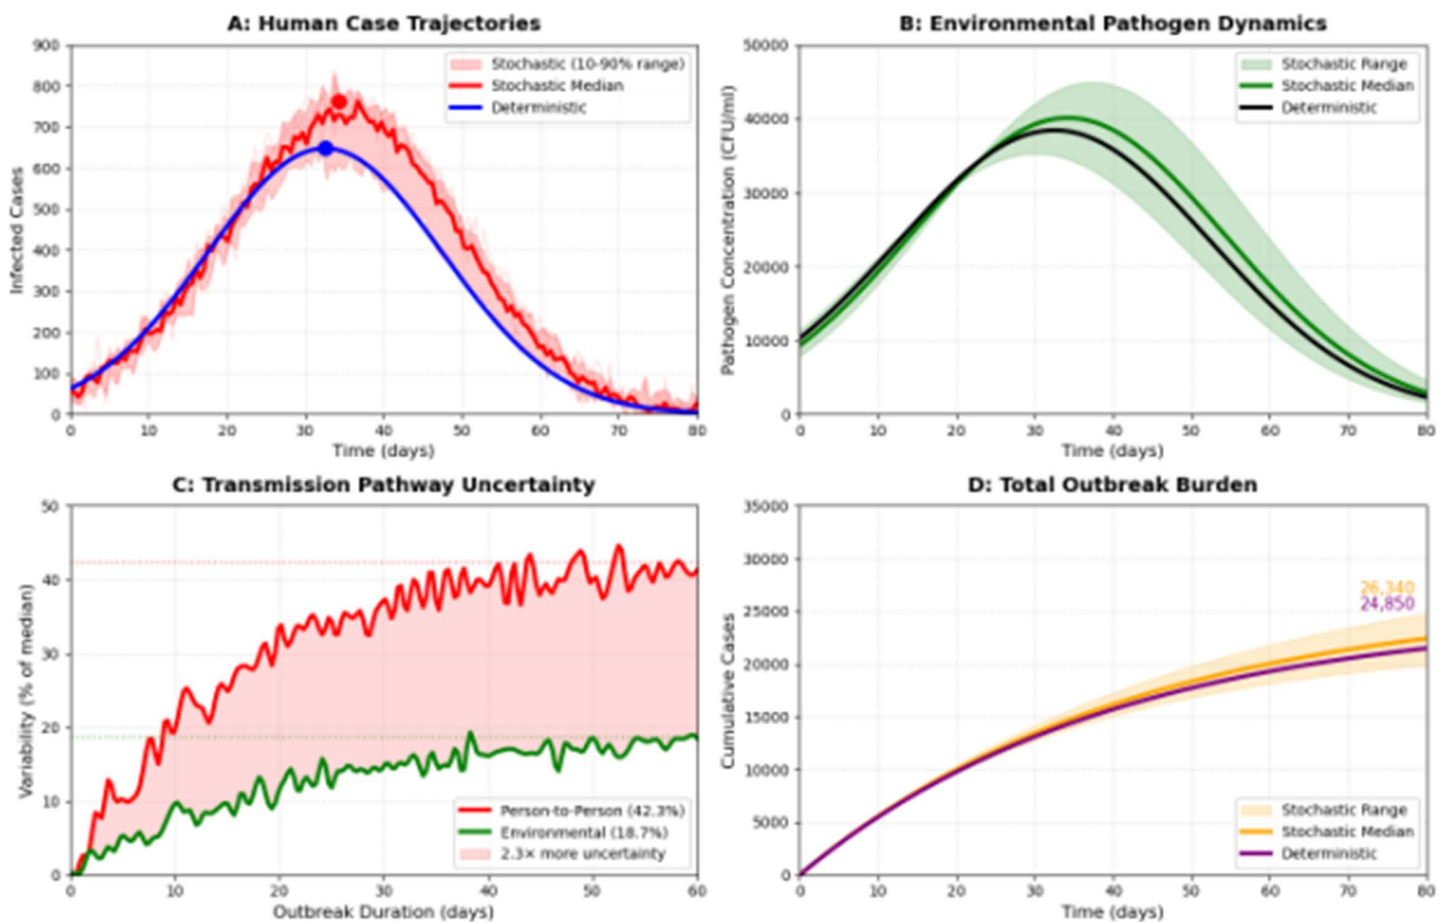 A: Human Case Trajectories
900
800
700
600
500
400
300
200
100
0
Infected Cases
Stochastic (10-90% range)
Stochastic Median
Deterministic
0 10 20 30 40 50 60 70 80
Time (days)
B: Environmental Pathogen Dynamics
50000
40000
30000
20000
10000
0
Pathogen Concentration (CFU/ml)
Stochastic Range
Stochastic Median
Deterministic
0 10 20 30 40 50 60 70 80
Time (days)
C: Transmission Pathway Uncertainty
50
40
30
20
10
0
Variability (% of median)
Person-to-Person (42.3%)
Environmental (18.7%)
2.3× more uncertainty
0 10 20 30 40 50 60
Outbreak Duration (days)
D: Total Outbreak Burden
35000
30000
25000
20000
15000
10000
5000
0
Cumulative Cases
26,340
24,850
Stochastic Range
Stochastic Median
Deterministic
0 10 20 30 40 50 60 70 80
Time (days)